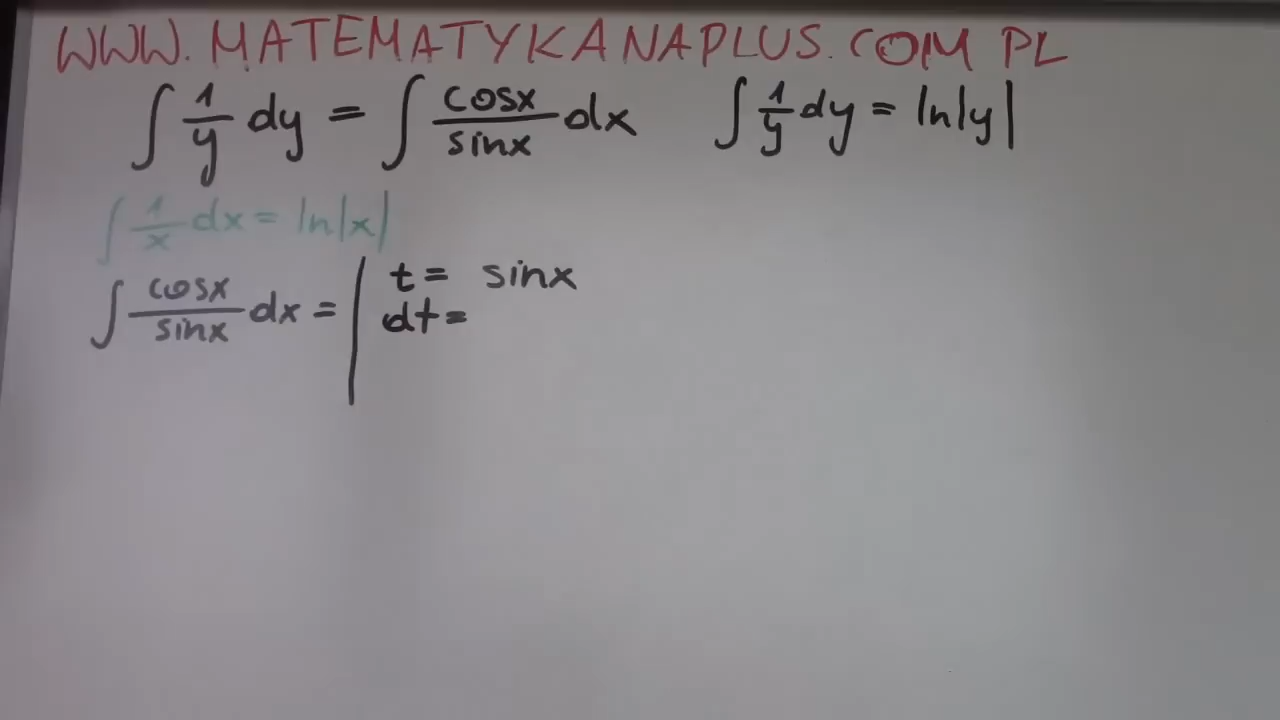 WWW. MATEMATYKANAPLUS. COM PL
∫ 1/y dy = ∫ cosx/sinx dx   ∫ 1/y dy = ln|y|
∫ 1/x dx = ln|x|
∫ cosx/sinx dx = | t = sinx
dt =